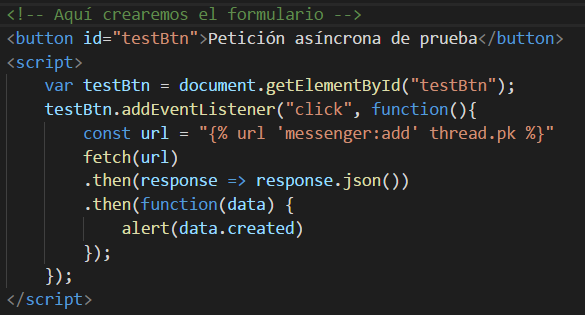 <!-- Aquí crearemos el formulario -->
<button id="testBtn">Petición asíncrona de prueba</button>
<script>
    var testBtn = document.getElementById("testBtn");
    testBtn.addEventListener("click", function(){
        const url = "{% url 'messenger:add' thread.pk %}"
        fetch(url)
        .then(response => response.json())
        .then(function(data) {
            alert(data.created)
        });
    });
</script>